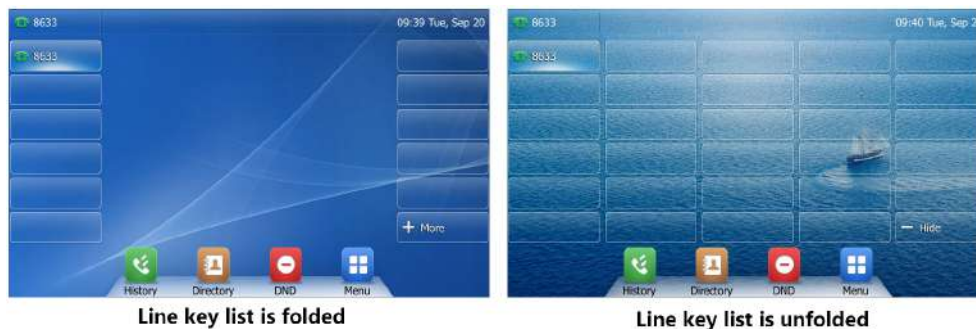 8633
09:39 Tue, Sep 20
8633
+ More
History
Directory
DND
Menu
Line key list is folded
8633
09:40 Tue, Sep 2
8633
− Hide
History
Directory
DND
Menu
Line key list is unfolded